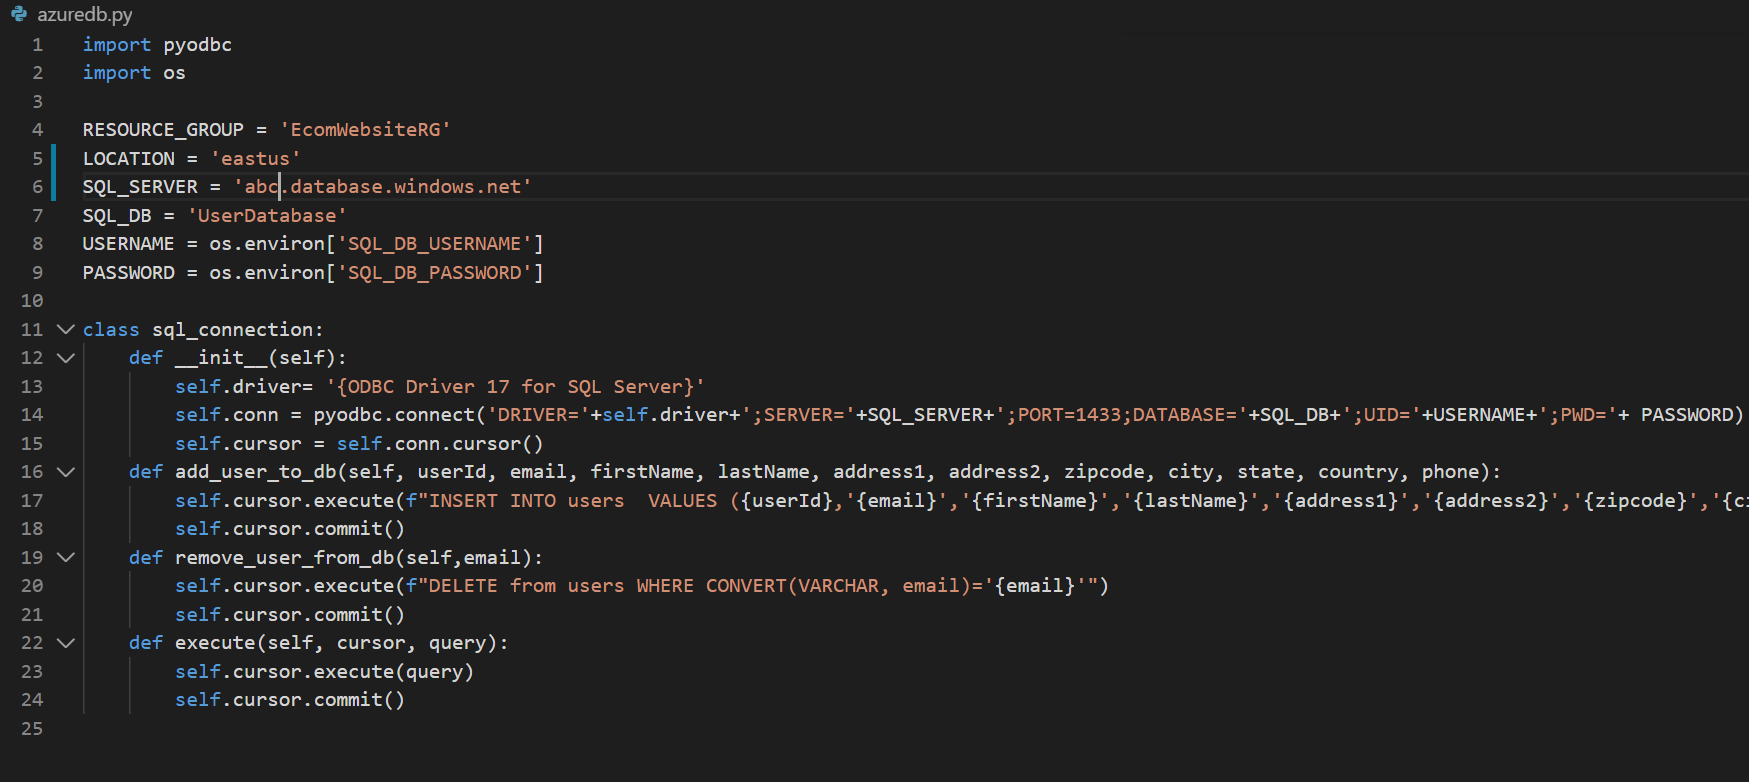 azuredb.py
1 import pyodbc
2 import os
3
4 RESOURCE_GROUP = 'EcomWebsiteRG'
5 LOCATION = 'eastus'
6 SQL_SERVER = 'abc.database.windows.net'
7 SQL_DB = 'UserDatabase'
8 USERNAME = os.environ['SQL_DB_USERNAME']
9 PASSWORD = os.environ['SQL_DB_PASSWORD']
10
11 class sql_connection:
12     def __init__(self):
13         self.driver= '{ODBC Driver 17 for SQL Server}'
14         self.conn = pyodbc.connect('DRIVER='+self.driver+';SERVER='+SQL_SERVER+';PORT=1433;DATABASE='+SQL_DB+';UID='+USERNAME+';PWD='+ PASSWORD)
15         self.cursor = self.conn.cursor()
16     def add_user_to_db(self, userId, email, firstName, lastName, address1, address2, zipcode, city, state, country, phone):
17         self.cursor.execute(f"INSERT INTO users  VALUES ({userId},'{email}','{firstName}','{lastName}','{address1}','{address2}','{zipcode}','{ci
18         self.cursor.commit()
19     def remove_user_from_db(self,email):
20         self.cursor.execute(f"DELETE from users WHERE CONVERT(VARCHAR, email)='{email}'")
21         self.cursor.commit()
22     def execute(self, cursor, query):
23         self.cursor.execute(query)
24         self.cursor.commit()
25